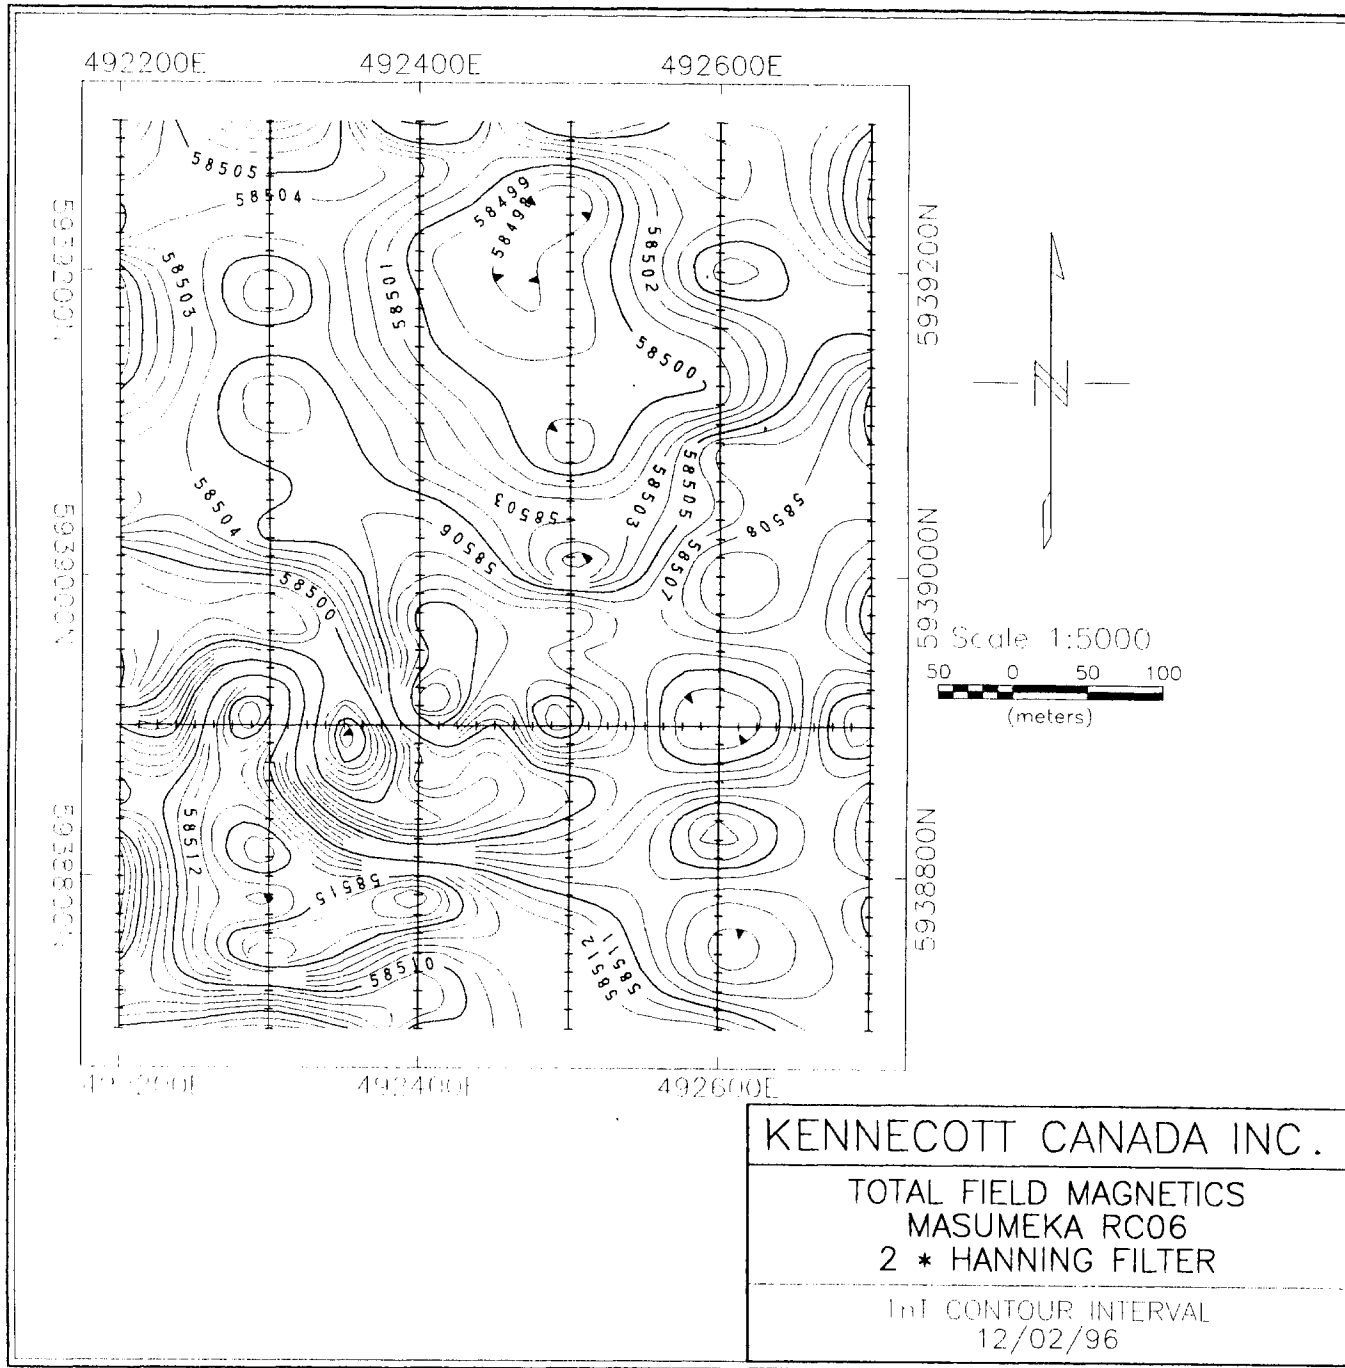 492200E 492400E 492600E
58505
58504
58499
58498
58503
58501
58502
5939200N
58500
58504
58503
58503
58505
58508
58506
58507
5939000N
58500
Scale 1:5000
50 0 50 100
(meters)
58512
58515
5938800N
58510
58512
58511
492600E
KENNECOTT CANADA INC.
TOTAL FIELD MAGNETICS
MASUMEKA RC06
2 * HANNING FILTER
1nT CONTOUR INTERVAL
12/02/96